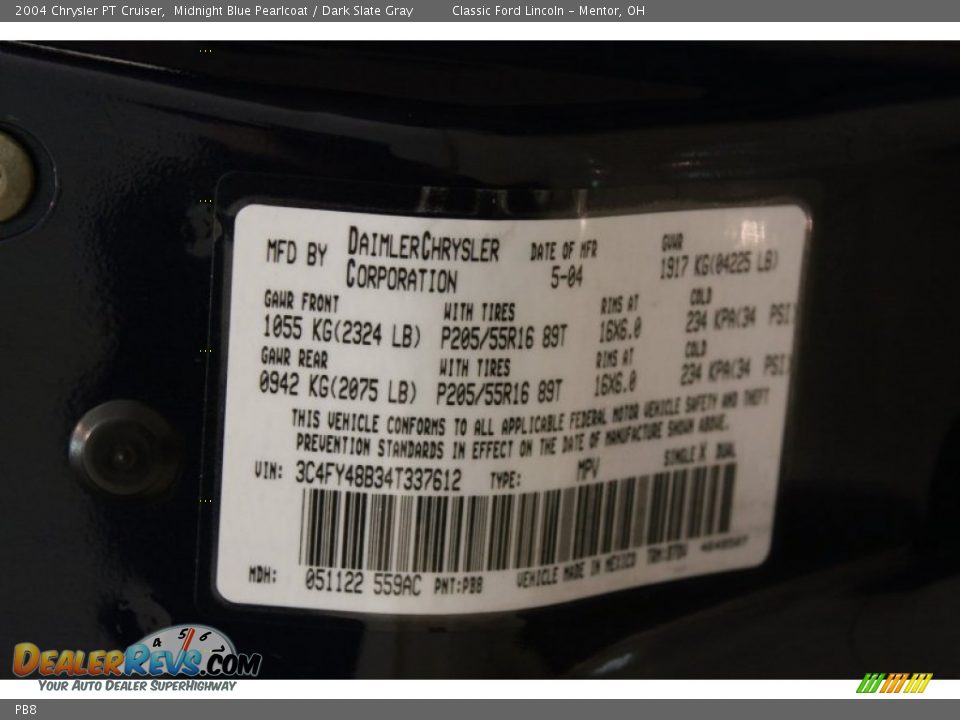 2004 Chrysler PT Cruiser, Midnight Blue Pearlcoat / Dark Slate Gray Classic Ford Lincoln – Mentor, OH
MFD BY DAIMLERCHRYSLER CORPORATION DATE OF MFR 5-04 GVWR 1917 KG(04225 LB)
GAWR FRONT WITH TIRES RIMS AT COLD
1055 KG(2324 LB) P205/55R16 89T 16X6.0 234 KPA(34 PSI)
GAWR REAR WITH TIRES RIMS AT COLD
0942 KG(2075 LB) P205/55R16 89T 16X6.0 234 KPA(34 PSI)
THIS VEHICLE CONFORMS TO ALL APPLICABLE FEDERAL MOTOR VEHICLE SAFETY AND THEFT
PREVENTION STANDARDS IN EFFECT ON THE DATE OF MANUFACTURE SHOWN ABOVE.
VIN: 3C4FY48B34T337612 TYPE: MPV SINGLE X DUAL
MDH: 051122 559AC PNT:PB8 VEHICLE MADE IN MEXICO
4 5 6
DEALERREVS.COM
YOUR AUTO DEALER SUPERHIGHWAY
PB8